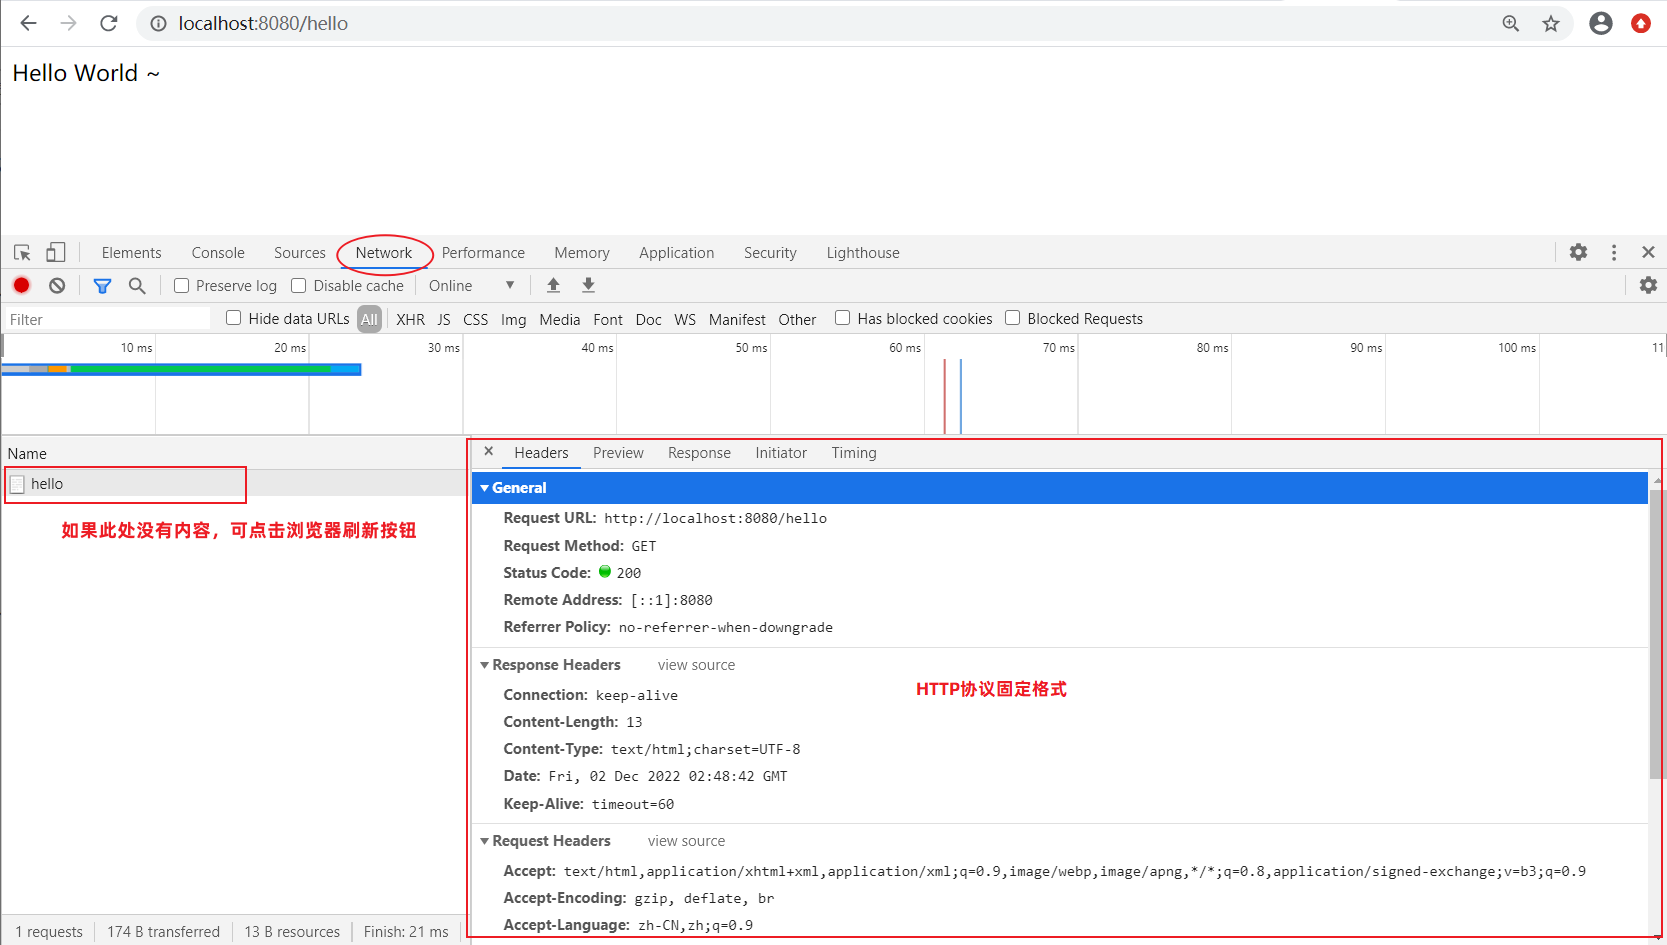 localhost:8080/hello
Hello World ~
Elements Console Sources Network Performance Memory Application Security Lighthouse
Preserve log Disable cache Online
Filter Hide data URLs All XHR JS CSS Img Media Font Doc WS Manifest Other Has blocked cookies Blocked Requests
10 ms 20 ms 30 ms 40 ms 50 ms 60 ms 70 ms 80 ms 90 ms 100 ms 11
Name
hello
如果此处没有内容，可点击浏览器刷新按钮
× Headers Preview Response Initiator Timing
General
Request URL: http://localhost:8080/hello
Request Method: GET
Status Code: 200
Remote Address: [::1]:8080
Referrer Policy: no-referrer-when-downgrade
Response Headers view source
HTTP协议固定格式
Connection: keep-alive
Content-Length: 13
Content-Type: text/html;charset=UTF-8
Date: Fri, 02 Dec 2022 02:48:42 GMT
Keep-Alive: timeout=60
Request Headers view source
Accept: text/html,application/xhtml+xml,application/xml;q=0.9,image/webp,image/apng,*/*;q=0.8,application/signed-exchange;v=b3;q=0.9
Accept-Encoding: gzip, deflate, br
Accept-Language: zh-CN,zh;q=0.9
1 requests 174 B transferred 13 B resources Finish: 21 ms